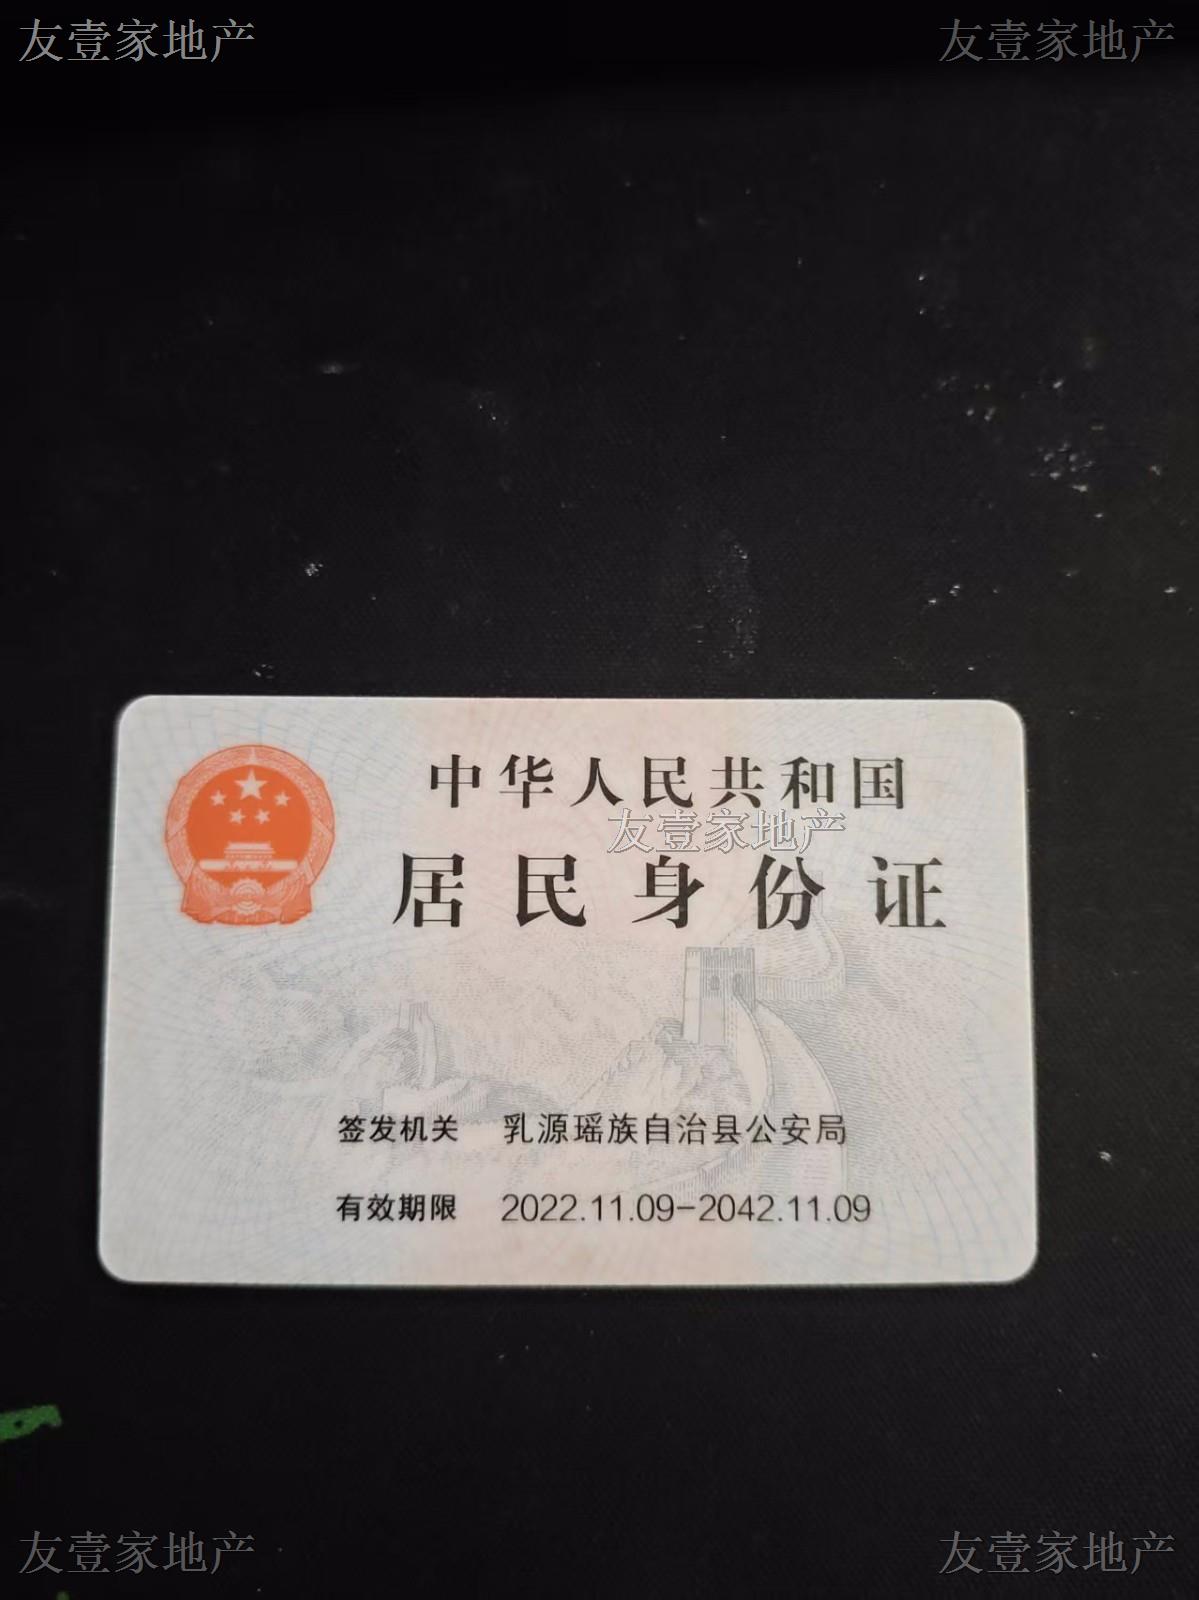 友壹家地产 友壹家地产
中华人民共和国
友壹家地产
居民身份证
签发机关 乳源瑶族自治县公安局
有效期限 2022.11.09-2042.11.09
友壹家地产 友壹家地产